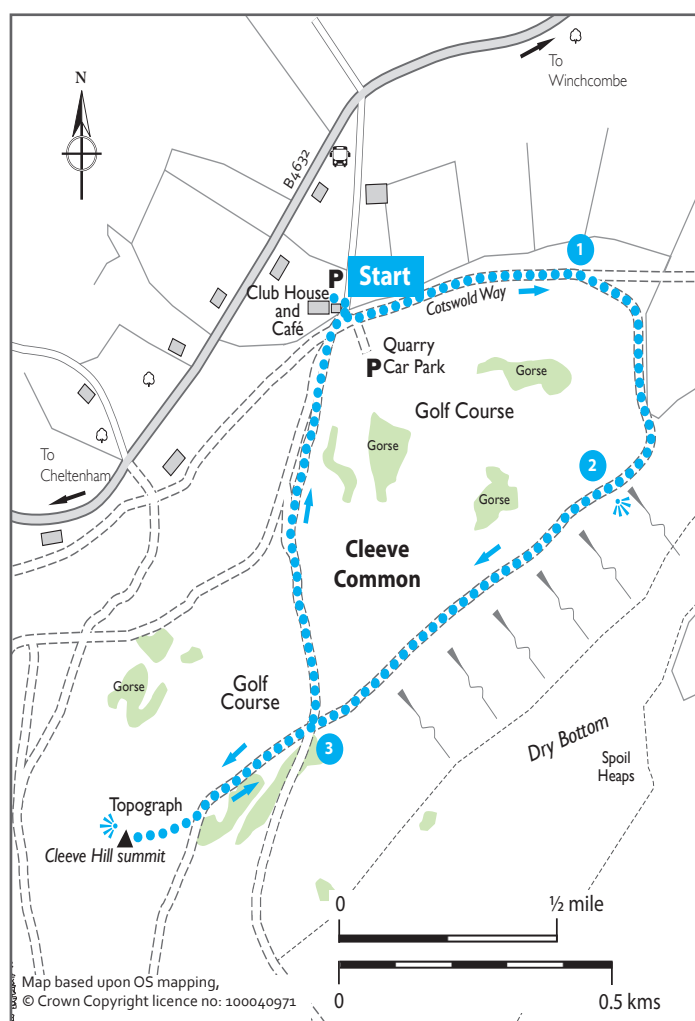 To
Winchcombe
N
B4632
1
P
Start
Club House
and
Café
Cotswold Way
Quarry
P Car Park
Gorse
Golf Course
Gorse
To
Cheltenham
2
Gorse
Cleeve
Common
Gorse
Golf
Course
3
Dry Bottom
Spoil
Heaps
Topograph
Cleeve Hill summit
0
½ mile
Map based upon OS mapping,
© Crown Copyright licence no: 100040971
0
0.5 kms